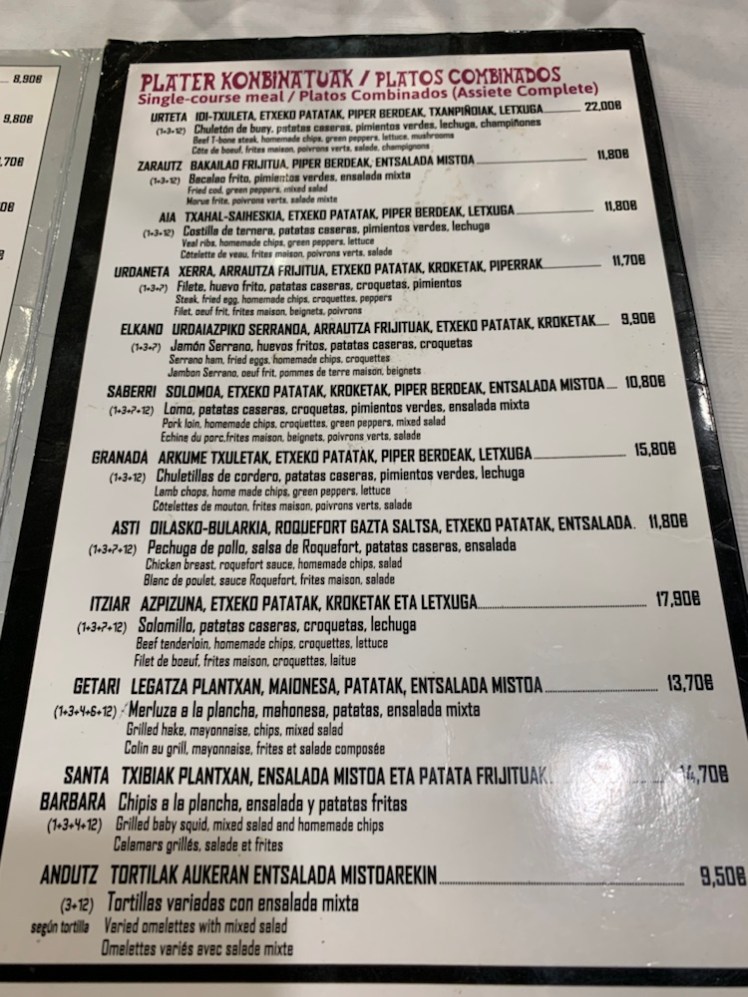 8,90€
9,80€
,70€
0€
PLATER KONBINATUAK / PLATOS COMBINADOS
Single-course meal / Platos Combinados (Assiete Complete)
URTETA IDI-TXULETA, ETXEKO PATATAK, PIPER BERDEAK, TXANPIÑOIAK, LETXUGA 22,00€
(1+3+12) Chuletón de buey, patatas caseras, pimientos verdes, lechuga, champiñones
Beef T-bone steak, homemade chips, green peppers, lettuce, mushrooms
Côte de boeuf, frites maison, poivrons verts, salade, champignons
ZARAUTZ BAKAILAO FRIJITUA, PIPER BERDEAK, ENTSALADA MISTOA 11,80€
(1+3+12) Bacalao frito, pimientos verdes, ensalada mixta
Fried cod, green peppers, mixed salad
Morue frite, poivrons verts, salade mixte
AIA TXAHAL-SAIHESKIA, ETXEKO PATATAK, PIPER BERDEAK, LETXUGA 11,80€
(1+3+12) Costilla de ternera, patatas caseras, pimientos verdes, lechuga
Veal ribs, homemade chips, green peppers, lettuce
Côtelette de veau, frites maison, poivrons verts, salade
URDANETA XERRA, ARRAUTZA FRIJITUA, ETXEKO PATATAK, KROKETAK, PIPERRAK 11,70€
(1+3+7) Filete, huevo frito, patatas caseras, croquetas, pimientos
Steak, fried egg, homemade chips, croquettes, peppers
Filet, oeuf frit, frites maison, beignets, poivrons
ELKANO URDAIAZPIKO SERRANOA, ARRAUTZA FRIJITUAK, ETXEKO PATATAK, KROKETAK 9,90€
(1+3+7) Jamón Serrano, huevos fritos, patatas caseras, croquetas
Serrano ham, fried eggs, homemade chips, croquettes
Jambon Serrano, oeuf frit, pommes de terre maison, beignets
SABERRI SOLOMOA, ETXEKO PATATAK, KROKETAK, PIPER BERDEAK, ENTSALADA MISTOA 10,80€
(1+3+7+12) Lomo, patatas caseras, croquetas, pimientos verdes, ensalada mixta
Pork loin, homemade chips, croquettes, green peppers, mixed salad
Echine du porc,frites maison, beignets, poivrons verts, salade
GRANADA ARKUME TXULETAK, ETXEKO PATATAK, PIPER BERDEAK, LETXUGA 15,80€
(1+3+12) Chuletillas de cordero, patatas caseras, pimientos verdes, lechuga
Lamb chops, home made chips, green peppers, lettuce
Côtelettes de mouton, frites maison, poivrons verts, salade
ASTI OILASKO-BULARKIA, ROQUEFORT GAZTA SALTSA, ETXEKO PATATAK, ENTSALADA. 11,80€
(1+3+7+12) Pechuga de pollo, salsa de Roquefort, patatas caseras, ensalada
Chicken breast, roquefort sauce, homemade chips, salad
Blanc de poulet, sauce Roquefort, frites maison, salade
ITZIAR AZPIZUNA, ETXEKO PATATAK, KROKETAK ETA LETXUGA 17,90€
(1+3+7+12) Solomillo, patatas caseras, croquetas, lechuga
Beef tenderloin, homemade chips, croquettes, lettuce
Filet de boeuf, frites maison, croquettes, laitue
GETARI LEGATZA PLANTXAN, MAIONESA, PATATAK, ENTSALADA MISTOA 13,70€
(1+3+4+6+12) Merluza a la plancha, mahonesa, patatas, ensalada mixta
Grilled hake, mayonnaise, chips, mixed salad
Colin au grill, mayonnaise, frites et salade composée
SANTA TXIBIAK PLANTXAN, ENSALADA MISTOA ETA PATATA FRIJITUAK 14,70€
BARBARA Chipis a la plancha, ensalada y patatas fritas
(1+3+4+12) Grilled baby squid, mixed salad and homemade chips
Calamars grillés, salade et frites
ANDUTZ TORTILAK AUKERAN ENTSALADA MISTOAREKIN 9,50€
(3+12) Tortillas variadas con ensalada mixta
según tortilla Varied omelettes with mixed salad
Omelettes variés avec salade mixte